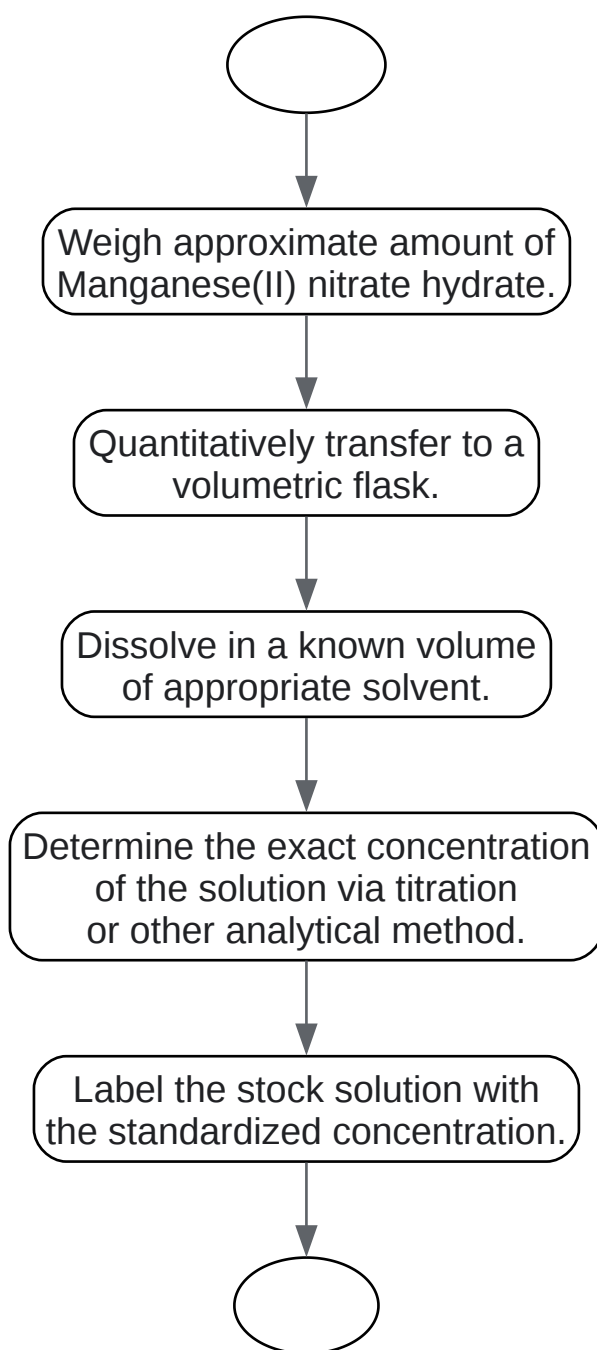 Weigh approximate amount of
Manganese(II) nitrate hydrate.
Quantitatively transfer to a
volumetric flask.
Dissolve in a known volume
of appropriate solvent.
Determine the exact concentration
of the solution via titration
or other analytical method.
Label the stock solution with
the standardized concentration.